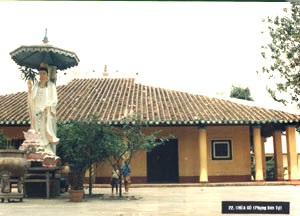 22. CHÙA GÒ (Phụng Sơn Tự)